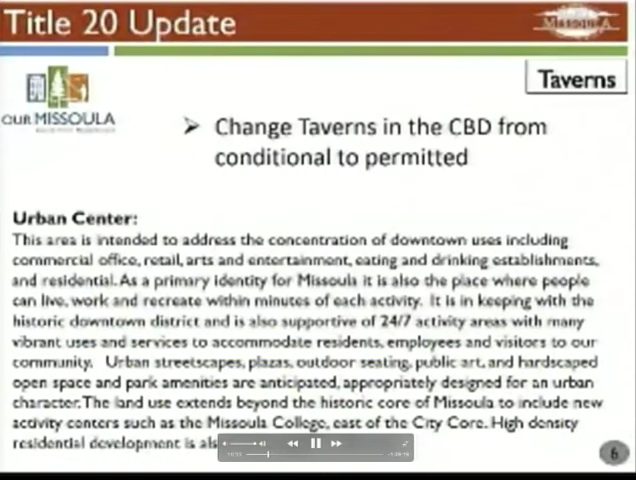 Title 20 Update
MISSOULA
Taverns
OUR MISSOULA
➤ Change Taverns in the CBD from
conditional to permitted
Urban Center:
This area is intended to address the concentration of downtown uses including
commercial office, retail, arts and entertainment, eating and drinking establishments,
and residential. As a primary identity for Missoula it is also the place where people
can live, work and recreate within minutes of each activity. It is in keeping with the
historic downtown district and is also supportive of 24/7 activity areas with many
vibrant uses and services to accommodate residents, employees and visitors to our
community. Urban streetscapes, plazas, outdoor seating, public art, and hardscaped
open space and park amenities are anticipated, appropriately designed for an urban
character. The land use extends beyond the historic core of Missoula to include new
activity centers such as the Missoula College, east of the City Core. High density
residential development is als
6